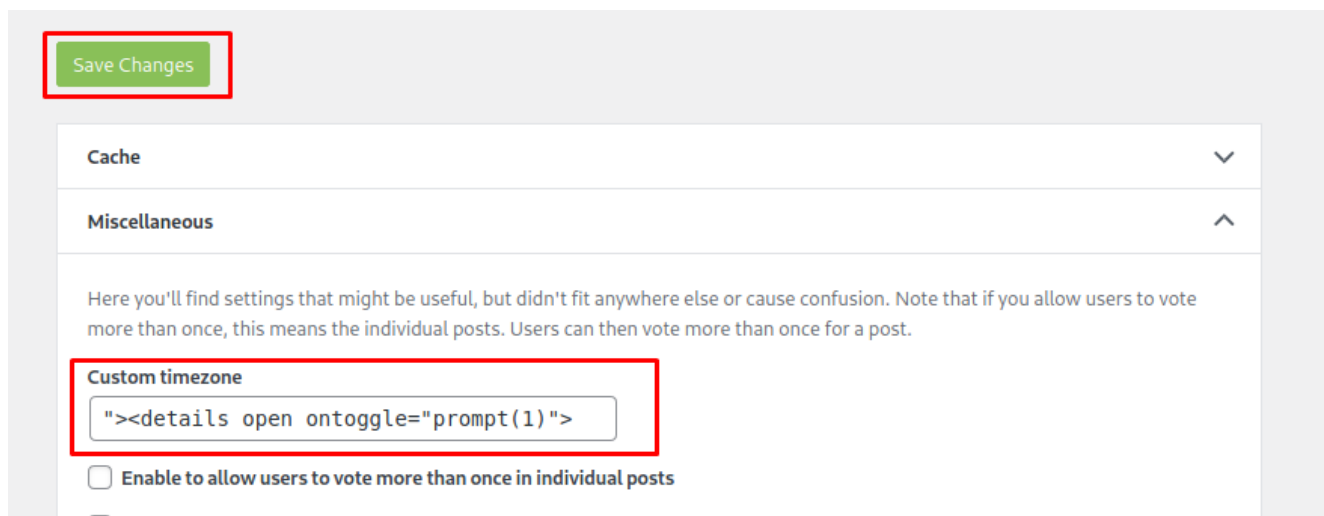 Save Changes
Cache
Miscellaneous
Here you'll find settings that might be useful, but didn't fit anywhere else or cause confusion. Note that if you allow users to vote
more than once, this means the individual posts. Users can then vote more than once for a post.
Custom timezone
"><details open ontoggle="prompt(1)">
Enable to allow users to vote more than once in individual posts